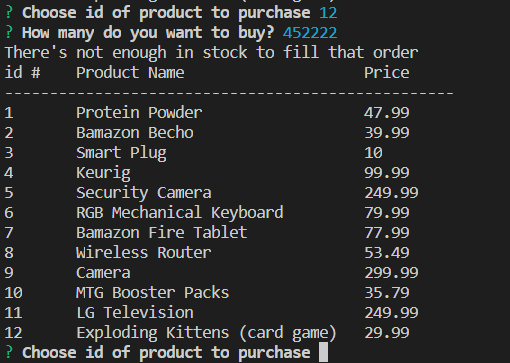 ? Choose id of product to purchase 12
? How many do you want to buy? 452222
There's not enough in stock to fill that order
id # Product Name Price
--------------------------------------------------
1 Protein Powder 47.99
2 Bamazon Becho 39.99
3 Smart Plug 10
4 Keurig 99.99
5 Security Camera 249.99
6 RGB Mechanical Keyboard 79.99
7 Bamazon Fire Tablet 77.99
8 Wireless Router 53.49
9 Camera 299.99
10 MTG Booster Packs 35.79
11 LG Television 249.99
12 Exploding Kittens (card game) 29.99
? Choose id of product to purchase